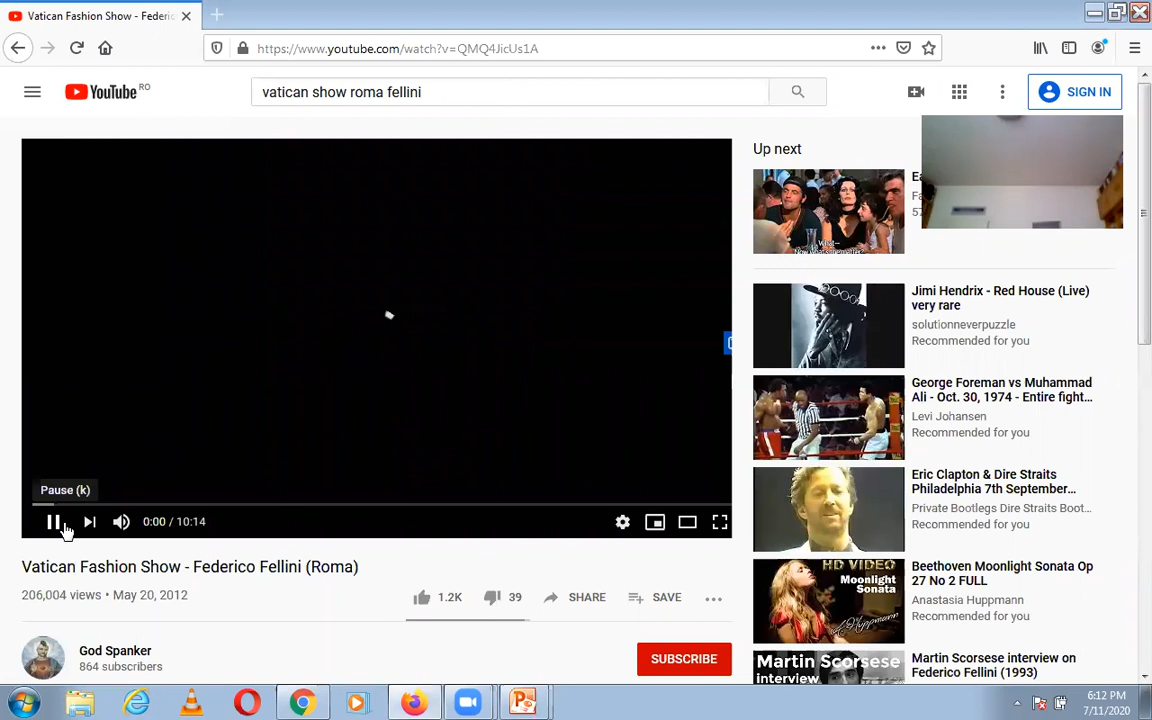 Vatican Fashion Show - Federic
https://www.youtube.com/watch?v=QMQ4JicUs1A
YouTube RO
vatican show roma fellini
SIGN IN
Up next
What--
Pause (k)
0:00 / 10:14
Vatican Fashion Show - Federico Fellini (Roma)
206,004 views • May 20, 2012
1.2K
39
SHARE
SAVE
God Spanker
864 subscribers
SUBSCRIBE
Jimi Hendrix - Red House (Live)
very rare
solutionneverpuzzle
Recommended for you
George Foreman vs Muhammad
Ali - Oct. 30, 1974 - Entire fight...
Levi Johansen
Recommended for you
Eric Clapton & Dire Straits
Philadelphia 7th September...
Private Bootlegs Dire Straits Boot...
Recommended for you
HD VIDEO
Moonlight
Sonata
A.Huppmann
Beethoven Moonlight Sonata Op
27 No 2 FULL
Anastasia Huppmann
Recommended for you
Martin Scorsese
interview
Martin Scorsese interview on
Federico Fellini (1993)
6:12 PM
7/11/2020